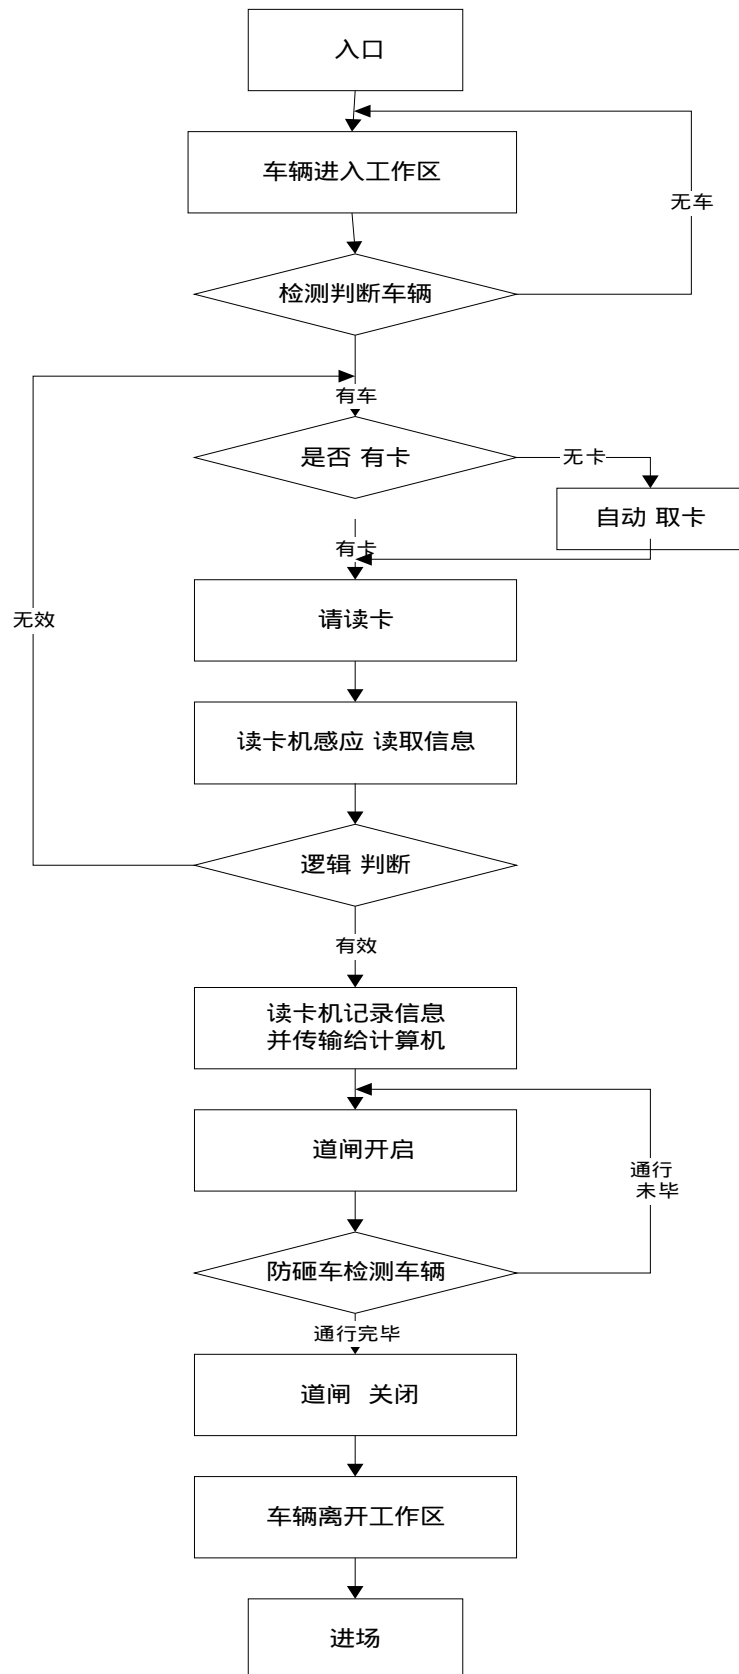 入口
车辆进入工作区
无车
检测判断车辆
有车
是否 有卡
无卡
自动 取卡
有卡
请读卡
无效
读卡机感应 读取信息
逻辑 判断
有效
读卡机记录信息
并传输给计算机
道闸开启
通行
未毕
防砸车检测车辆
通行完毕
道闸 关闭
车辆离开工作区
进场